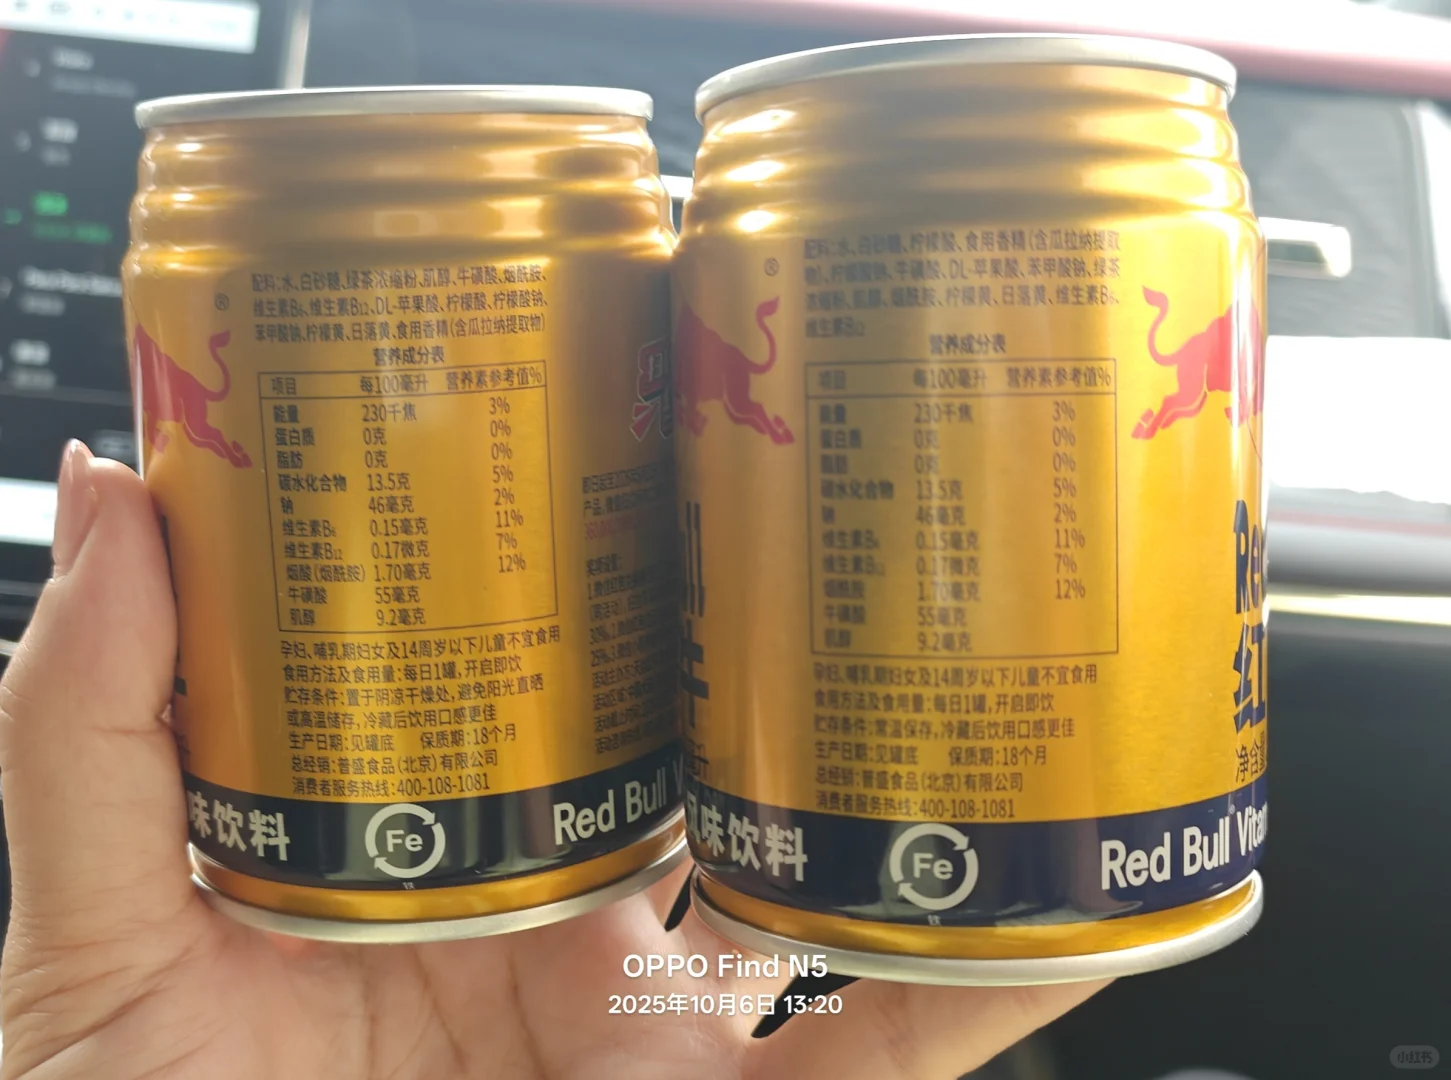 ®
配料:水、白砂糖、绿茶浓缩粉、肌醇、牛磺酸、烟酰胺、
维生素B₆、维生素B₁₂、DL-苹果酸、柠檬酸、柠檬酸钠、
苯甲酸钠、柠檬黄、日落黄、食用香精(含瓜拉纳提取物)
营养成分表
项目 每100毫升 营养素参考值%
能量 230千焦 3%
蛋白质 0克 0%
脂肪 0克 0%
碳水化合物 13.5克 5%
钠 46毫克 2%
维生素B₆ 0.15毫克 11%
维生素B₁₂ 0.17微克 7%
烟酸(烟酰胺) 1.70毫克 12%
牛磺酸 55毫克
肌醇 9.2毫克
孕妇、哺乳期妇女及14周岁以下儿童不宜食用
食用方法及食用量:每日1罐,开启即饮
贮存条件:置于阴凉干燥处,避免阳光直晒
或高温储存,冷藏后饮用口感更佳
生产日期:见罐底 保质期:18个月
总经销:普盛食品(北京)有限公司
消费者服务热线:400-108-1081
味饮料
Fe
铁
Red Bull
®
配料:水、白砂糖、柠檬酸、食用香精(含瓜拉纳提取
物)、柠檬酸钠、牛磺酸、DL-苹果酸、苯甲酸钠、绿茶
浓缩粉、肌醇、烟酰胺、柠檬黄、日落黄、维生素B₆、
维生素B₁₂
营养成分表
项目 每100毫升 营养素参考值%
能量 230千焦 3%
蛋白质 0克 0%
脂肪 0克 0%
碳水化合物 13.5克 5%
钠 46毫克 2%
维生素B₆ 0.15毫克 11%
维生素B₁₂ 0.17微克 7%
烟酰胺 1.70毫克 12%
牛磺酸 55毫克
肌醇 9.2毫克
孕妇、哺乳期妇女及14周岁以下儿童不宜食用
食用方法及食用量:每日1罐,开启即饮
贮存条件:常温保存,冷藏后饮用口感更佳
生产日期:见罐底 保质期:18个月
总经销:普盛食品(北京)有限公司
消费者服务热线:400-108-1081
风味饮料
Fe
铁
Red Bull Vita
Re
红
净含
OPPO Find N5
2025年10月6日 13:20
小红书